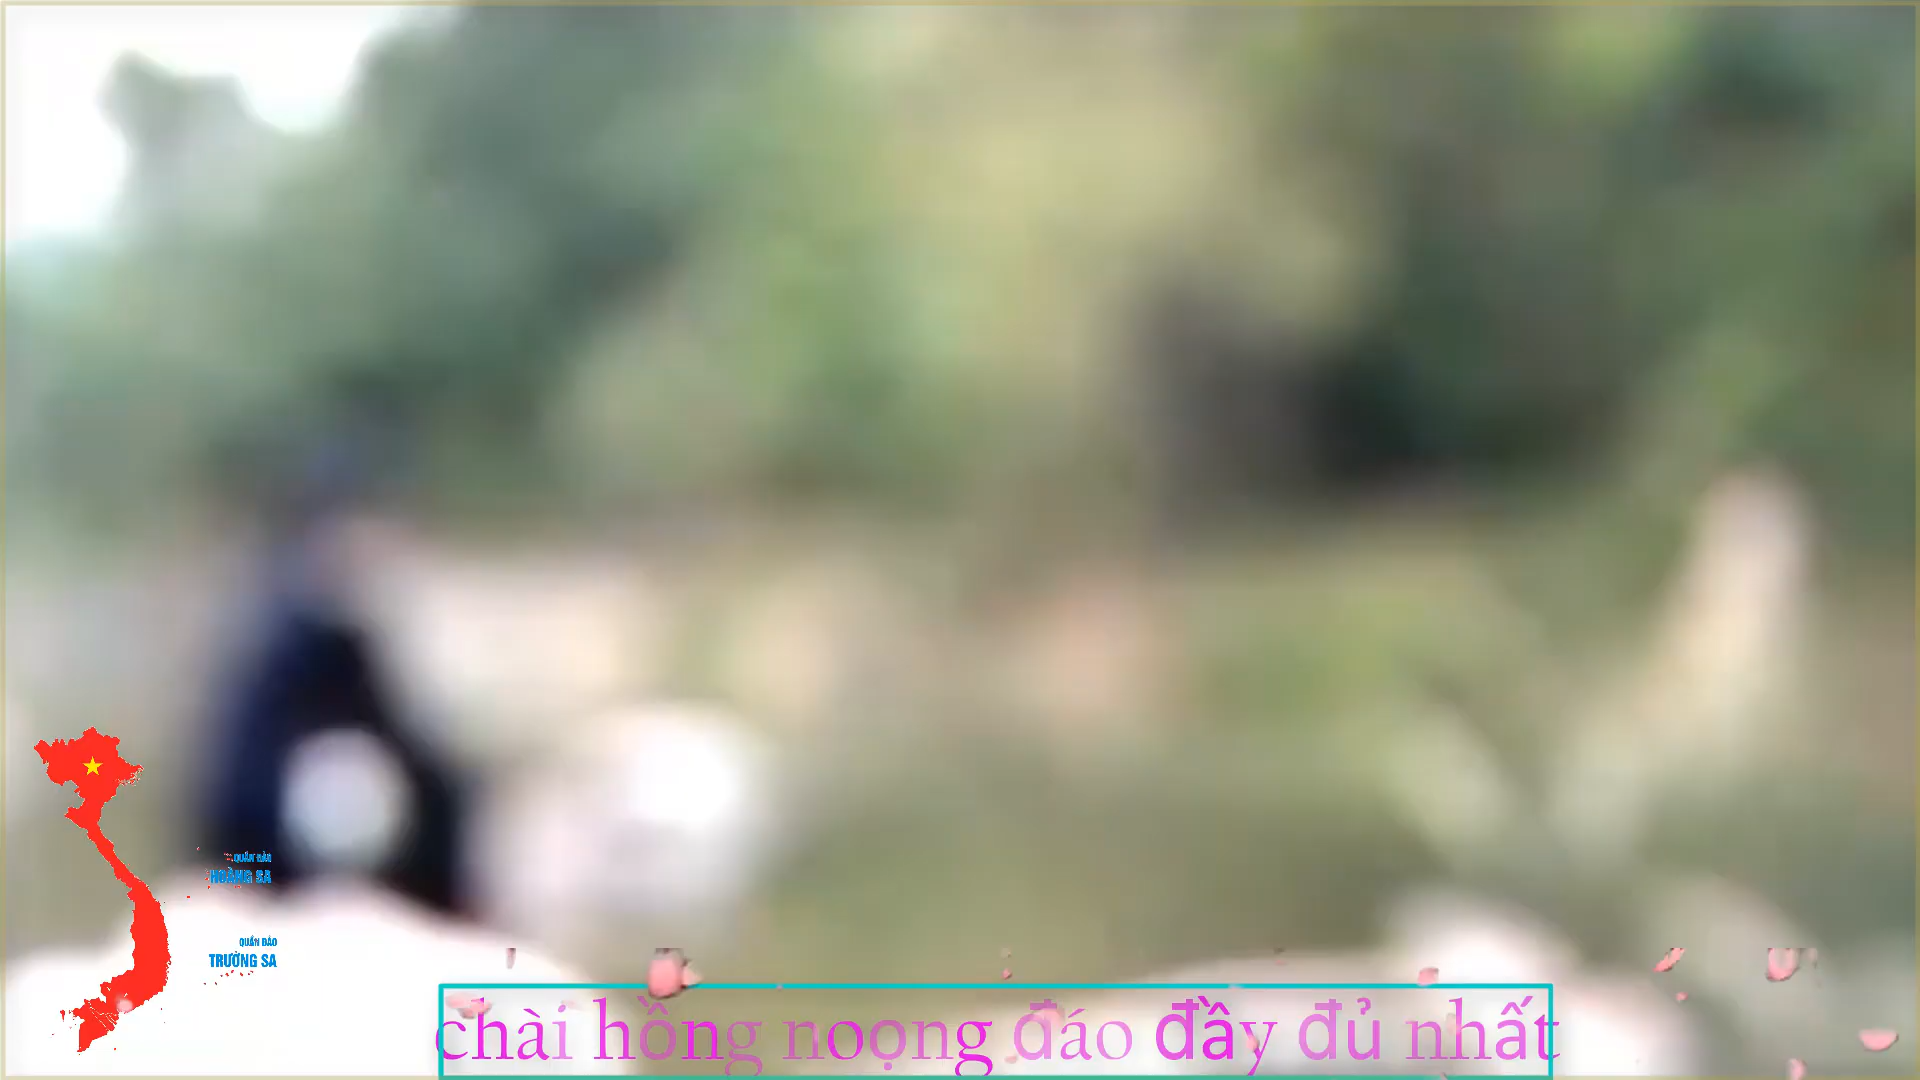 QUẦN ĐẢO
HOÀNG SA
QUẦN ĐẢO
TRƯỜNG SA
chài hồng noọng đáo đầy đủ nhất